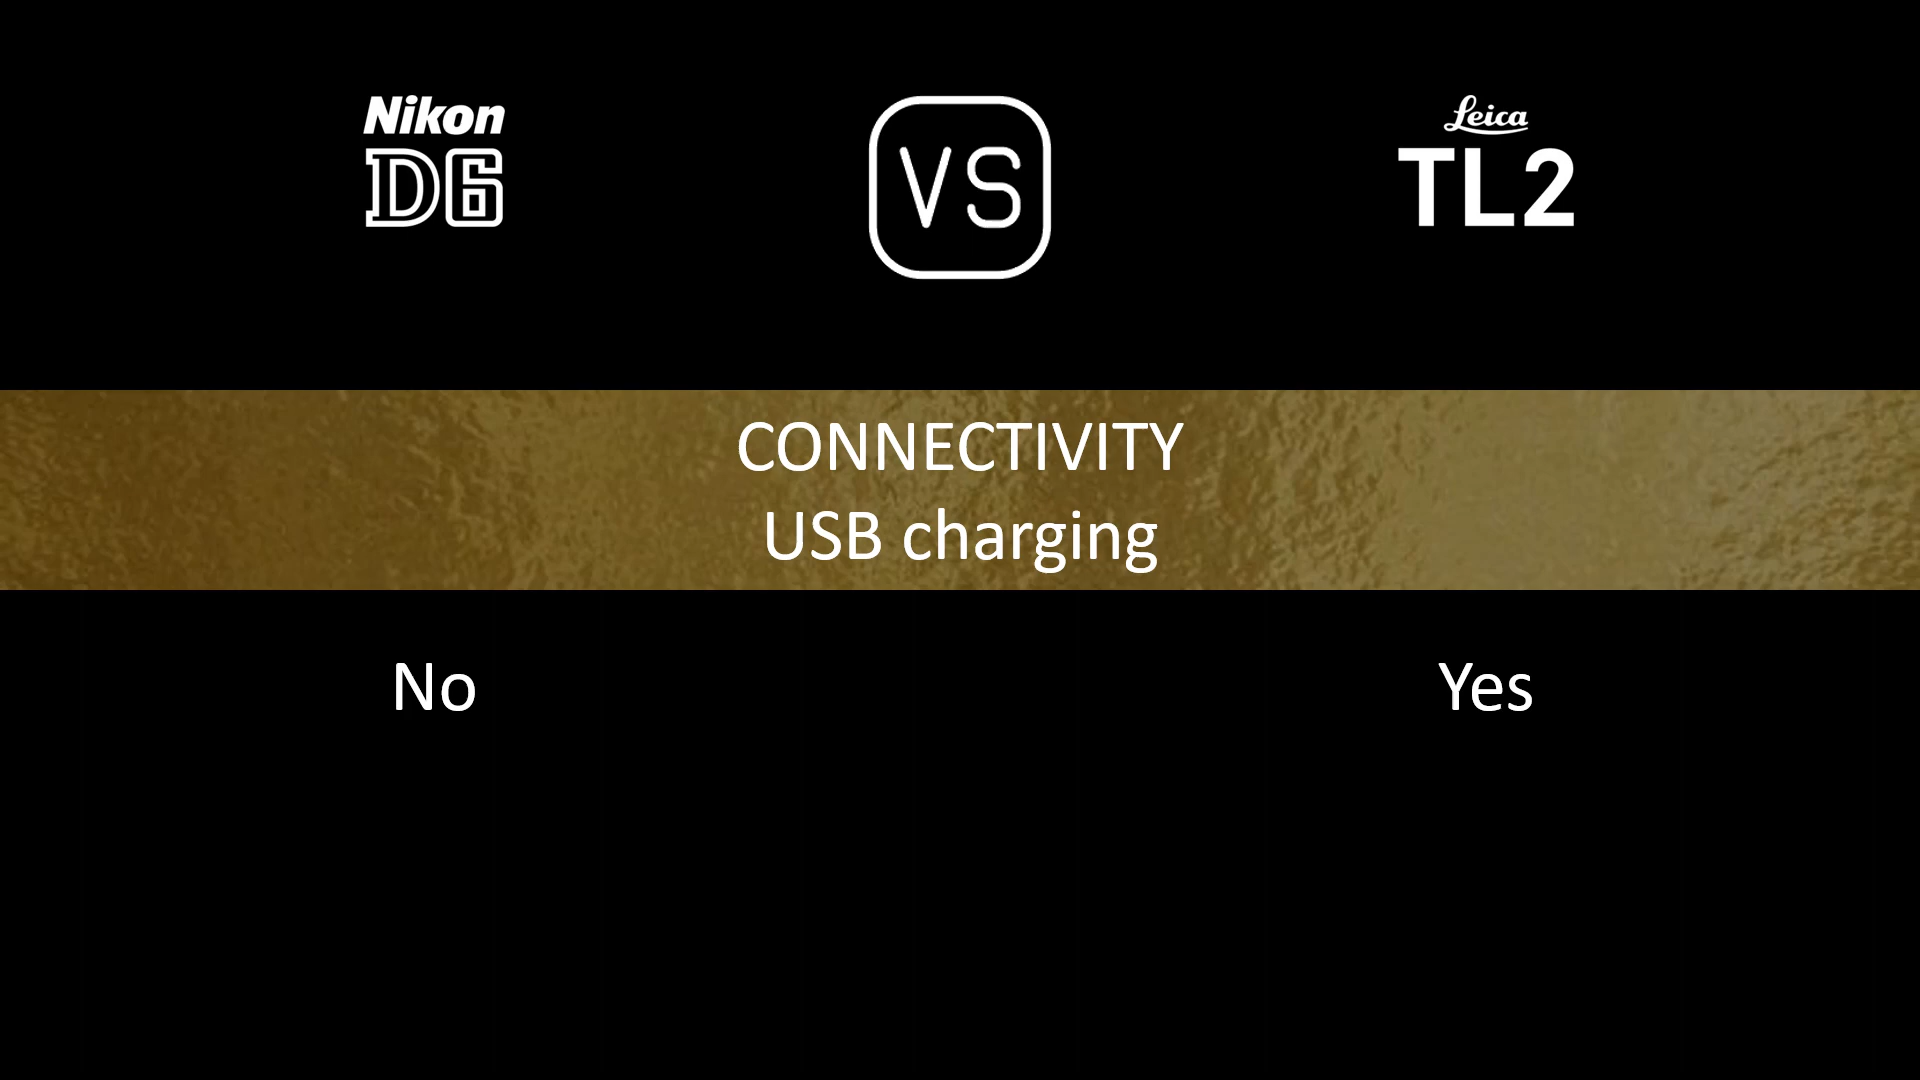 Nikon
D6
VS
Leica
TL2
CONNECTIVITY
USB charging
No
Yes